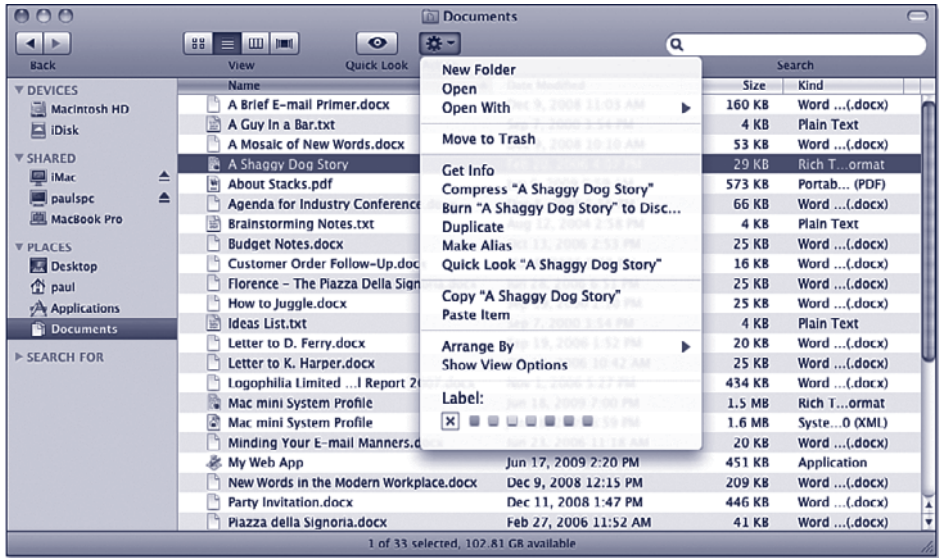 Documents
Back View Quick Look Search
Name Date Modified Size Kind
DEVICES
Macintosh HD
iDisk
SHARED
iMac
paulspc
MacBook Pro
PLACES
Desktop
paul
Applications
Documents
SEARCH FOR
A Brief E-mail Primer.docx Dec 9, 2008 11:03 AM 160 KB Word ...(.docx)
A Guy In a Bar.txt 4 KB Plain Text
A Mosaic of New Words.docx 53 KB Word ...(.docx)
A Shaggy Dog Story 29 KB Rich T...ormat
About Stacks.pdf 573 KB Portab... (PDF)
Agenda for Industry Conference 66 KB Word ...(.docx)
Brainstorming Notes.txt 4 KB Plain Text
Budget Notes.docx 25 KB Word ...(.docx)
Customer Order Follow-Up.doc 16 KB Word ...(.docx)
Florence – The Piazza Della Sign 25 KB Word ...(.docx)
How to Juggle.docx 25 KB Word ...(.docx)
Ideas List.txt 4 KB Plain Text
Letter to D. Ferry.docx 20 KB Word ...(.docx)
Letter to K. Harper.docx 25 KB Word ...(.docx)
Logophilia Limited ...l Report 2007.docx 434 KB Word ...(.docx)
Mac mini System Profile 1.5 MB Rich T...ormat
Mac mini System Profile 1.6 MB Syste...0 (XML)
Minding Your E-mail Manners.d 20 KB Word ...(.docx)
My Web App Jun 17, 2009 2:20 PM 451 KB Application
New Words in the Modern Workplace.docx Dec 9, 2008 12:15 PM 209 KB Word ...(.docx)
Party Invitation.docx Dec 11, 2008 1:47 PM 446 KB Word ...(.docx)
Piazza della Signoria.docx Feb 27, 2006 11:52 AM 41 KB Word ...(.docx)
New Folder
Open
Open With
Move to Trash
Get Info
Compress "A Shaggy Dog Story"
Burn "A Shaggy Dog Story" to Disc...
Duplicate
Make Alias
Quick Look "A Shaggy Dog Story"
Copy "A Shaggy Dog Story"
Paste Item
Arrange By
Show View Options
Label:
1 of 33 selected, 102.81 GB available